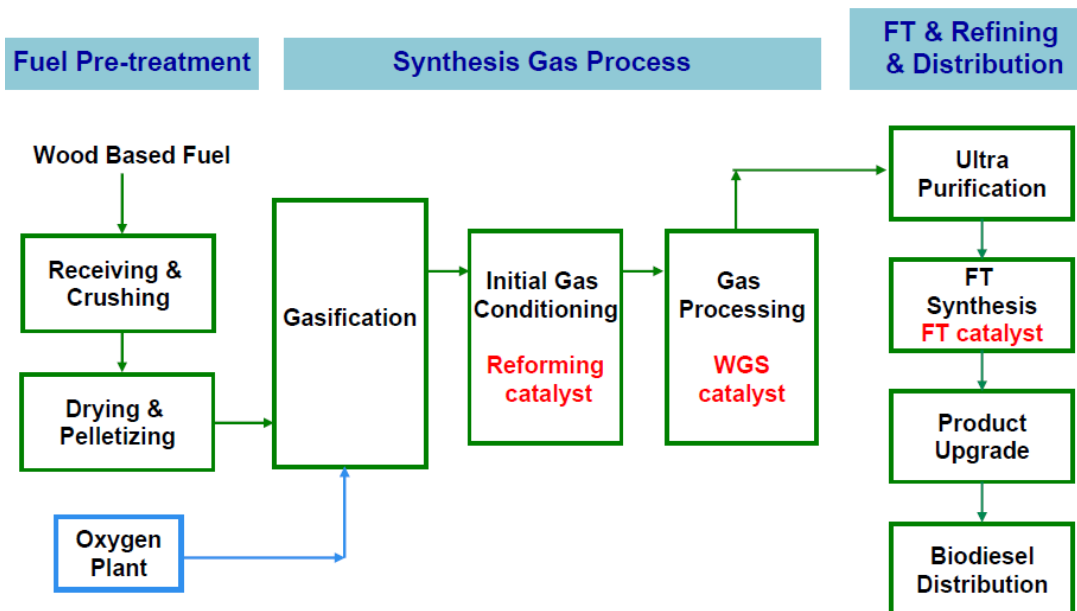 Fuel Pre-treatment
Synthesis Gas Process
FT & Refining
& Distribution
Wood Based Fuel
Receiving &
Crushing
Drying &
Pelletizing
Oxygen
Plant
Gasification
Initial Gas
Conditioning
Reforming
catalyst
Gas
Processing
WGS
catalyst
Ultra
Purification
FT
Synthesis
FT catalyst
Product
Upgrade
Biodiesel
Distribution